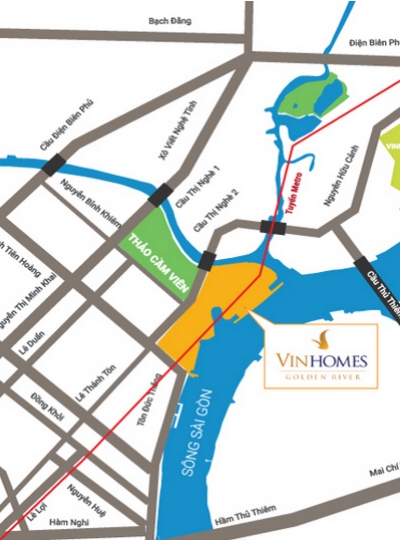 Bạch Đằng
Điện Biên Phủ
Cầu Điện Biên Phủ
Xô Viết Nghệ Tĩnh
Nguyễn Bỉnh Khiêm
Cầu Thị Nghè 1
Cầu Thị Nghè 2
Tuyến Metro
Nguyễn Hữu Cảnh
VINH
THẢO CẦM VIÊN
Tiên Hoàng
Nguyễn Thị Minh Khai
Lê Duẩn
Cầu Thủ Thiêm
VINHOMES
GOLDEN RIVER
Lê Thánh Tôn
Tôn Đức Thắng
Đồng Khởi
SÔNG SÀI GÒN
Mai Chí
Lê Lợi
Nguyễn Huệ
Hàm Nghi
Hầm Thủ Thiêm